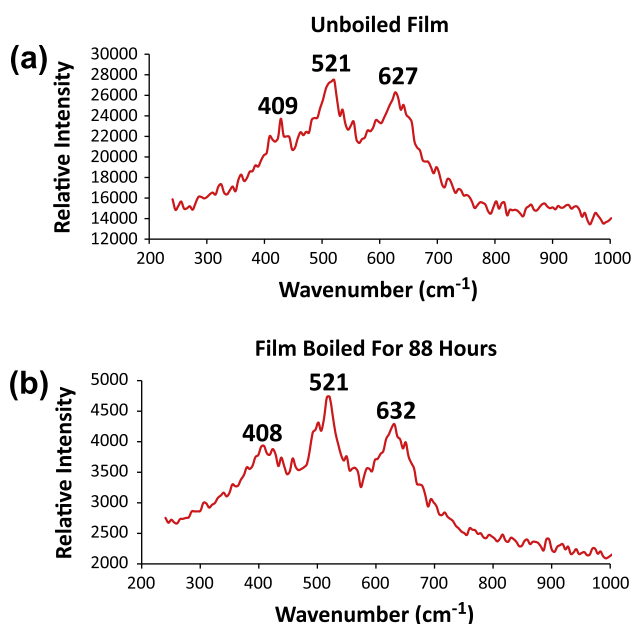 Unboiled Film
(a)
Relative Intensity
30000
28000
26000
24000
22000
20000
18000
16000
14000
12000
409
521
627
200 300 400 500 600 700 800 900 1000
Wavenumber (cm⁻¹)
Film Boiled For 88 Hours
(b)
Relative Intensity
5000
4500
4000
3500
3000
2500
2000
408
521
632
200 300 400 500 600 700 800 900 1000
Wavenumber (cm⁻¹)